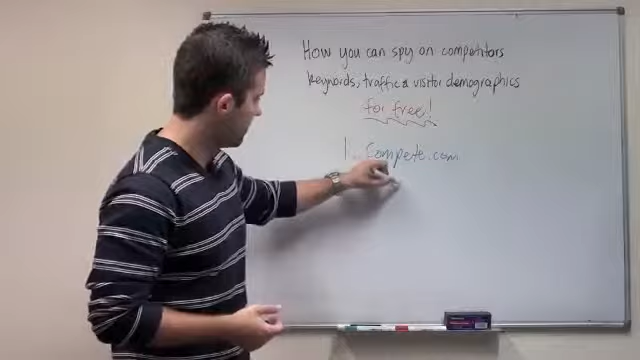 How you can spy on competitors
keywords, traffic & visitor demographics
for free!
1. Compete.com